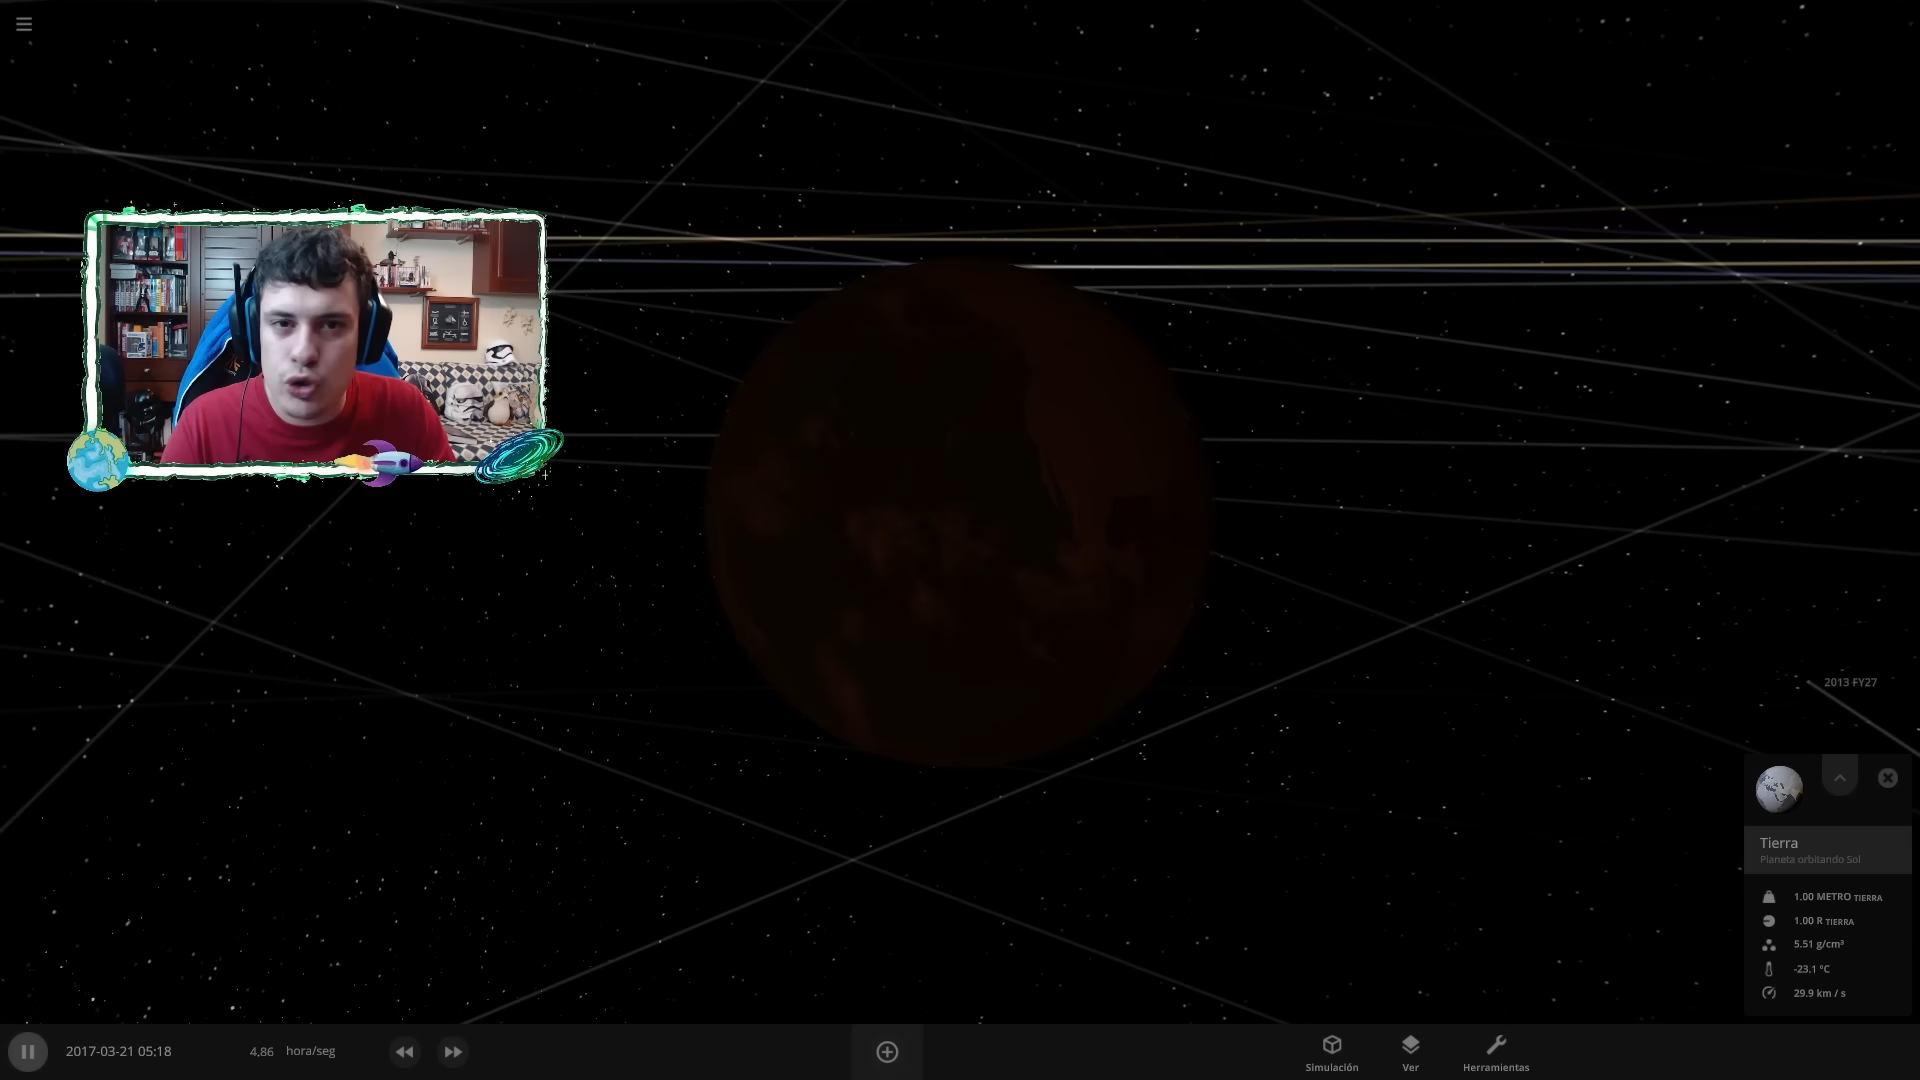 2013 FY27
Tierra
Planeta orbitando Sol
1.00 METRO TIERRA
1.00 R TIERRA
5.51 g/cm³
-23.1 °C
29.9 km / s
2017-03-21 05:18
4,86 hora/seg
Simulación
Ver
Herramientas